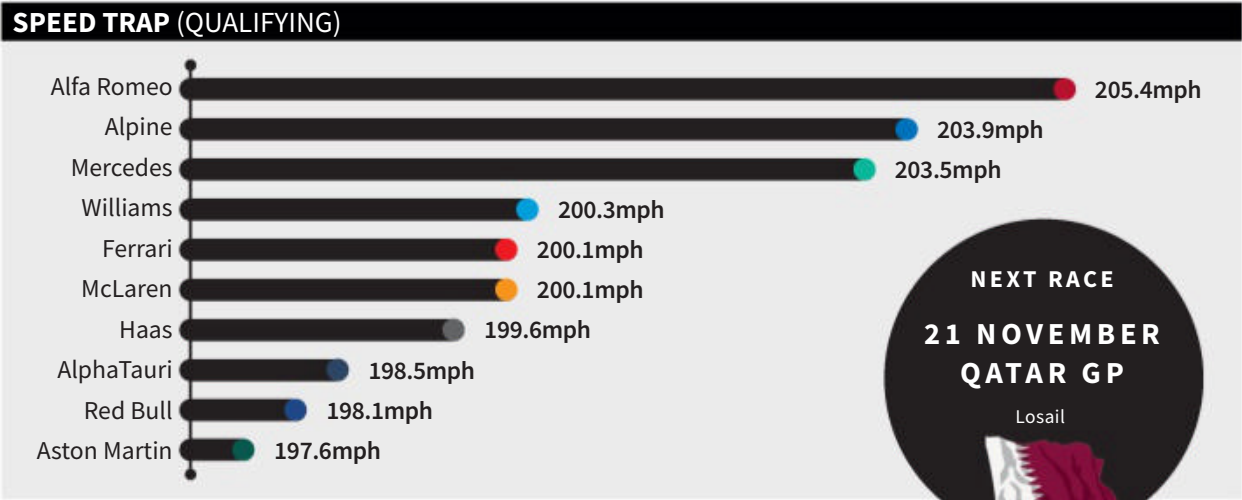 SPEED TRAP (QUALIFYING)
Alfa Romeo 205.4mph
Alpine 203.9mph
Mercedes 203.5mph
Williams 200.3mph
Ferrari 200.1mph
McLaren 200.1mph
Haas 199.6mph
AlphaTauri 198.5mph
Red Bull 198.1mph
Aston Martin 197.6mph
NEXT RACE
21 NOVEMBER
QATAR GP
Losail